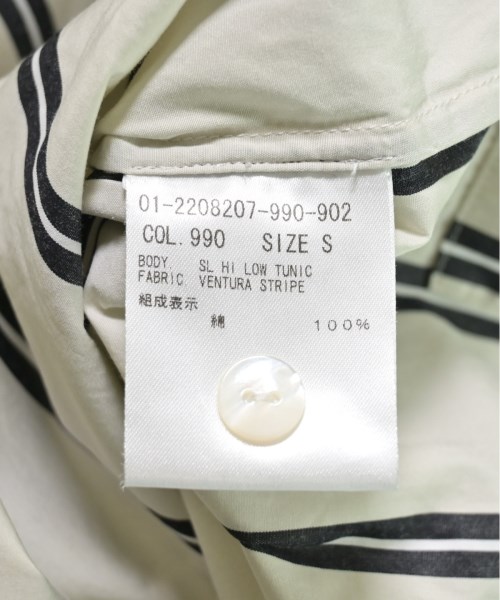 01-2208207-990-902
COL. 990 SIZE S
BODY. SL HI LOW TUNIC
FABRIC. VENTURA STRIPE
組成表示
綿 100%